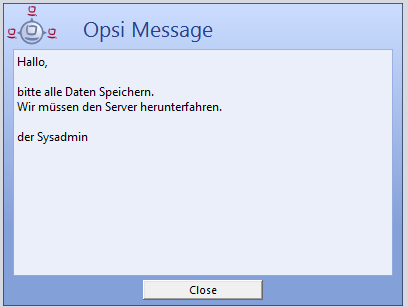 Opsi Message
Hallo,
bitte alle Daten Speichern.
Wir müssen den Server herunterfahren.
der Sysadmin
Close